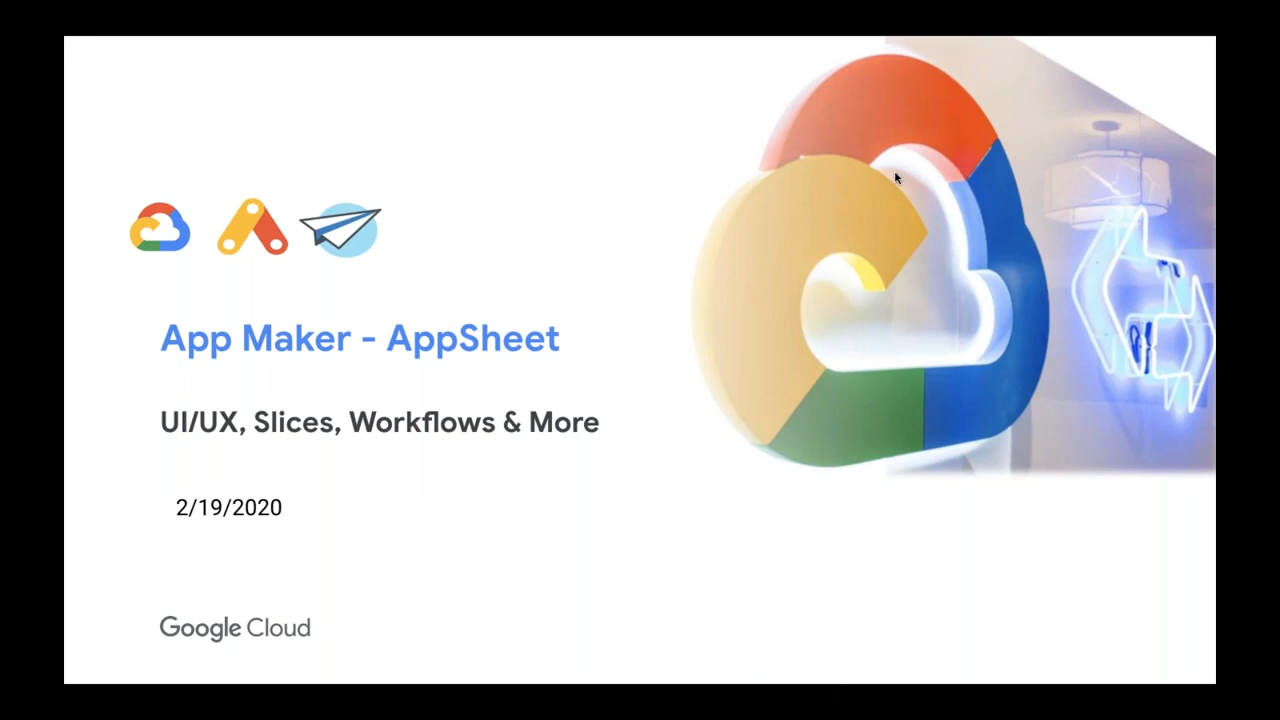 App Maker - AppSheet
UI/UX, Slices, Workflows & More
2/19/2020
Google Cloud